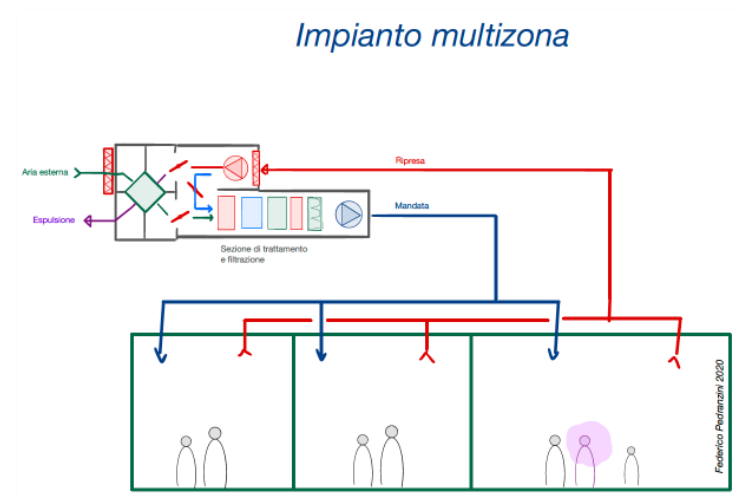 Impianto multizona
Aria esterna
Ripresa
Espulsione
Mandata
Sezione di trattamento
e filtrazione
Federico Pedranzini 2020